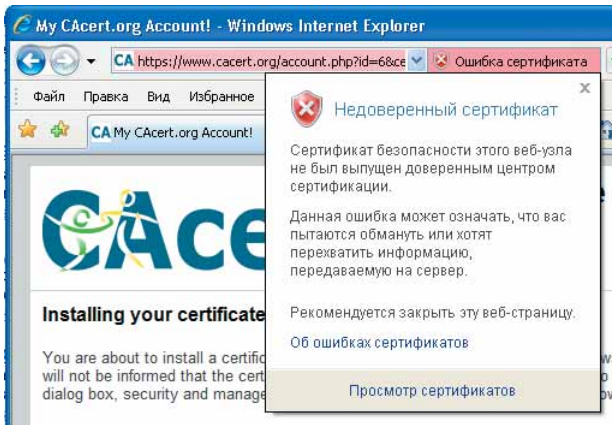 My CAcert.org Account! - Windows Internet Explorer
CA https://www.cacert.org/account.php?id=6&ce Ошибка сертификата
Файл Правка Вид Избранное
CA My CAcert.org Account!
Недоверенный сертификат
Сертификат безопасности этого веб-узла
не был выпущен доверенным центром
сертификации.
Данная ошибка может означать, что вас
пытаются обмануть или хотят
перехватить информацию,
передаваемую на сервер.
Рекомендуется закрыть эту веб-страницу.
Об ошибках сертификатов
Просмотр сертификатов
CAce
Installing your certificate
You are about to install a certific
will not be informed that the cert
dialog box, security and manage